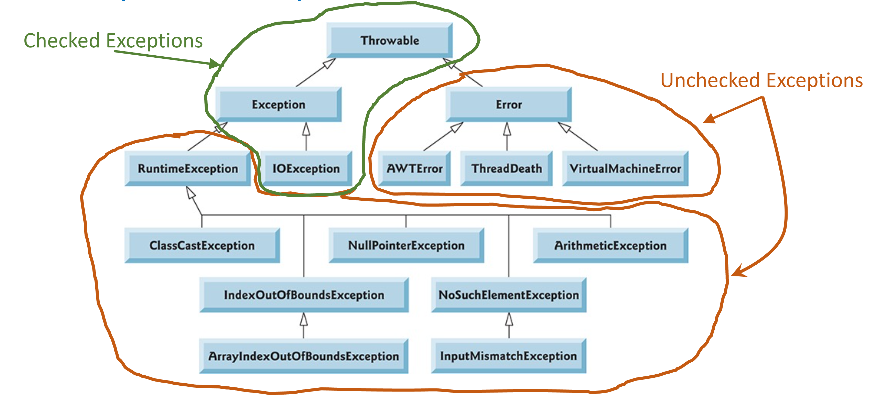 Throwable
Checked Exceptions
Unchecked Exceptions
Exception
Error
RuntimeException
IOException
AWTError
ThreadDeath
VirtualMachineError
ClassCastException
NullPointerException
ArithmeticException
IndexOutOfBoundsException
NoSuchElementException
ArrayIndexOutOfBoundsException
InputMismatchException